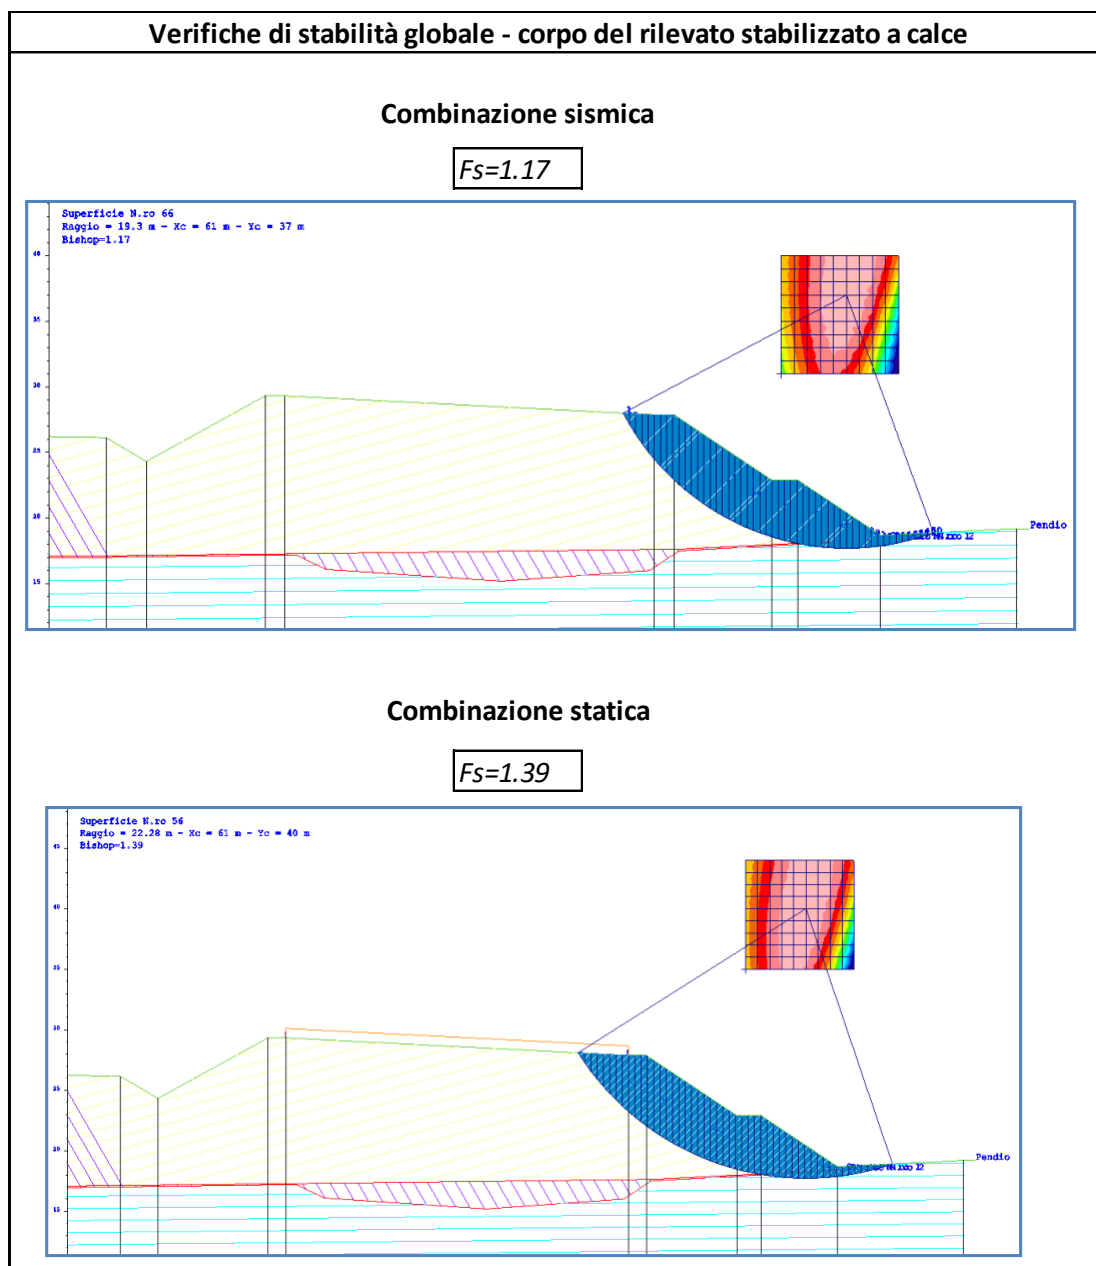 Verifiche di stabilità globale - corpo del rilevato stabilizzato a calce
Combinazione sismica
Fs=1.17
Superficie N.ro 66
Raggio = 19.3 m - Xc = 61 m - Yc = 37 m
Bishop=1.17
40
35
30
25
20
15
Pendio
Combinazione statica
Fs=1.39
Superficie N.ro 56
Raggio = 22.28 m - Xc = 61 m - Yc = 40 m
Bishop=1.39
45
40
35
30
25
20
15
Pendio